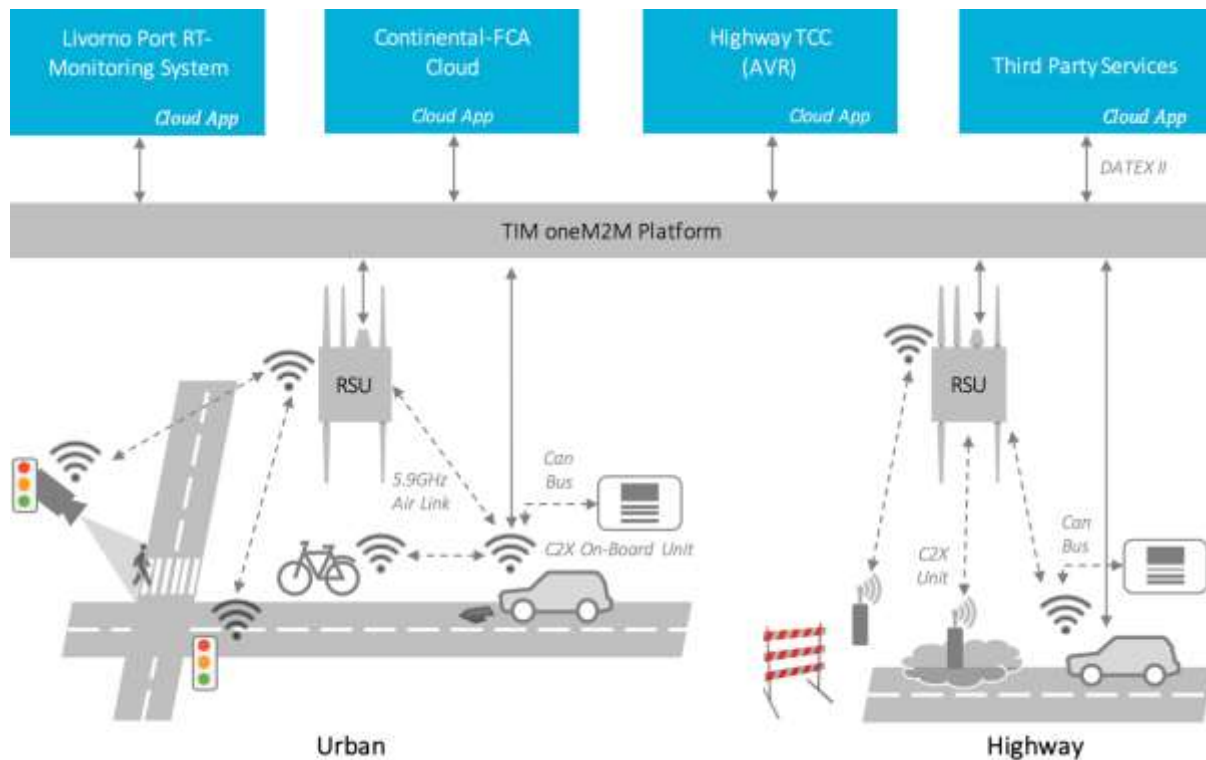 Livorno Port RT-
Monitoring System
Cloud App
Continental-FCA
Cloud
Cloud App
Highway TCC
(AVR)
Cloud App
Third Party Services
Cloud App
DATEX II
TIM oneM2M Platform
RSU
5.9GHz
Air Link
Can
Bus
C2X On-Board Unit
RSU
C2X
Unit
Can
Bus
Urban
Highway